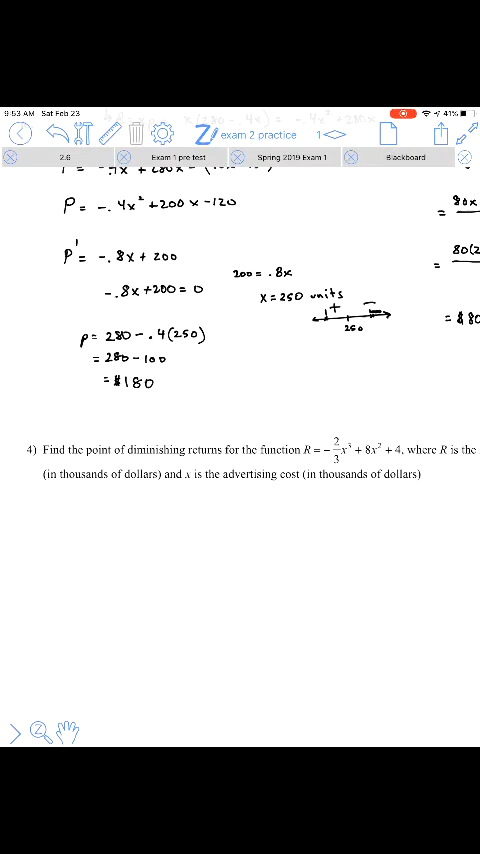 9:53 AM Sat Feb 23 41%
exam 2 practice 1
2.6 Exam 1 pre test Spring 2019 Exam 1 Blackboard
P = -.4x² + 200x - 120
80x
=
P' = -.8x + 200
80(2
=
200 = .8x
-.8x + 200 = 0
x = 250 units
+ −
250
= $80
p = 280 - .4(250)
= 280 - 100
= $180
4) Find the point of diminishing returns for the function R = -2/3 x³ + 8x² + 4, where R is the
(in thousands of dollars) and x is the advertising cost (in thousands of dollars)